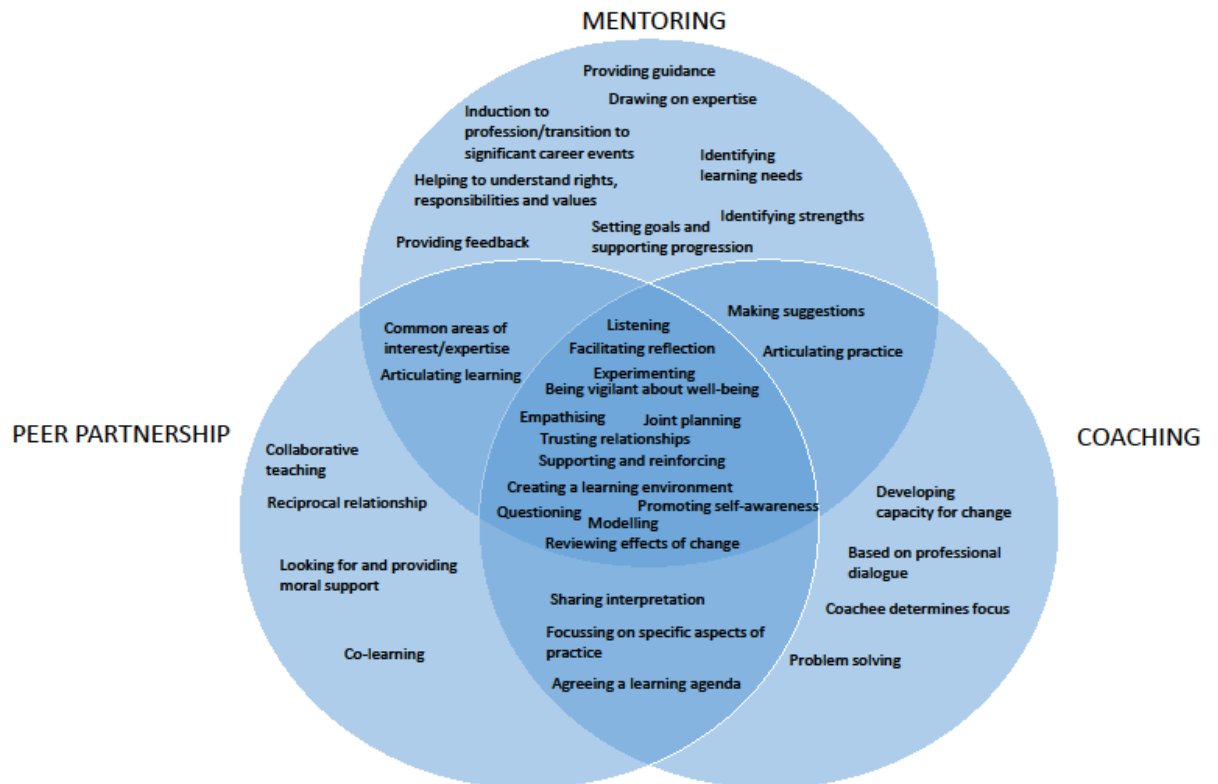 MENTORING
Providing guidance
Drawing on expertise
Induction to
profession/transition to
significant career events
Identifying
learning needs
Helping to understand rights,
responsibilities and values
Identifying strengths
Setting goals and
supporting progression
Providing feedback
Making suggestions
Articulating practice
Common areas of
interest/expertise
Articulating learning
Listening
Facilitating reflection
Experimenting
Being vigilant about well-being
Empathising
Joint planning
Trusting relationships
Supporting and reinforcing
Creating a learning environment
Promoting self-awareness
Questioning
Modelling
Reviewing effects of change
PEER PARTNERSHIP
Collaborative
teaching
Reciprocal relationship
Looking for and providing
moral support
Co-learning
COACHING
Developing
capacity for change
Based on professional
dialogue
Coachee determines focus
Problem solving
Sharing interpretation
Focussing on specific aspects of
practice
Agreeing a learning agenda